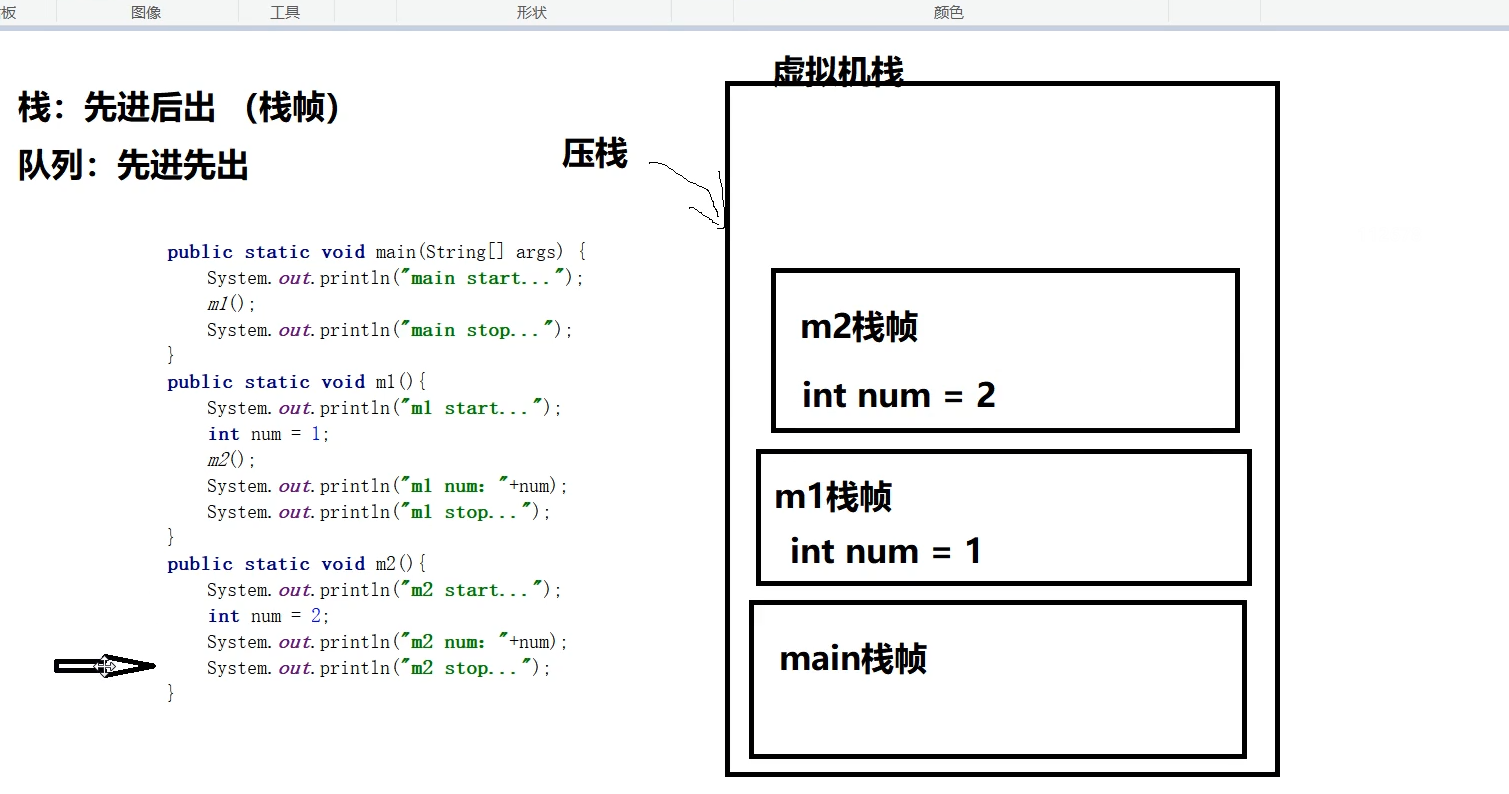 板 图像 工具 形状 颜色
栈：先进后出 （栈帧）
队列：先进先出
public static void main(String[] args) {
System.out.println("main start...");
m1();
System.out.println("main stop...");
}
public static void m1(){
System.out.println("m1 start...");
int num = 1;
m2();
System.out.println("m1 num："+num);
System.out.println("m1 stop...");
}
public static void m2(){
System.out.println("m2 start...");
int num = 2;
System.out.println("m2 num："+num);
System.out.println("m2 stop...");
}
压栈
虚拟机栈
m2栈帧
int num = 2
m1栈帧
int num = 1
main栈帧